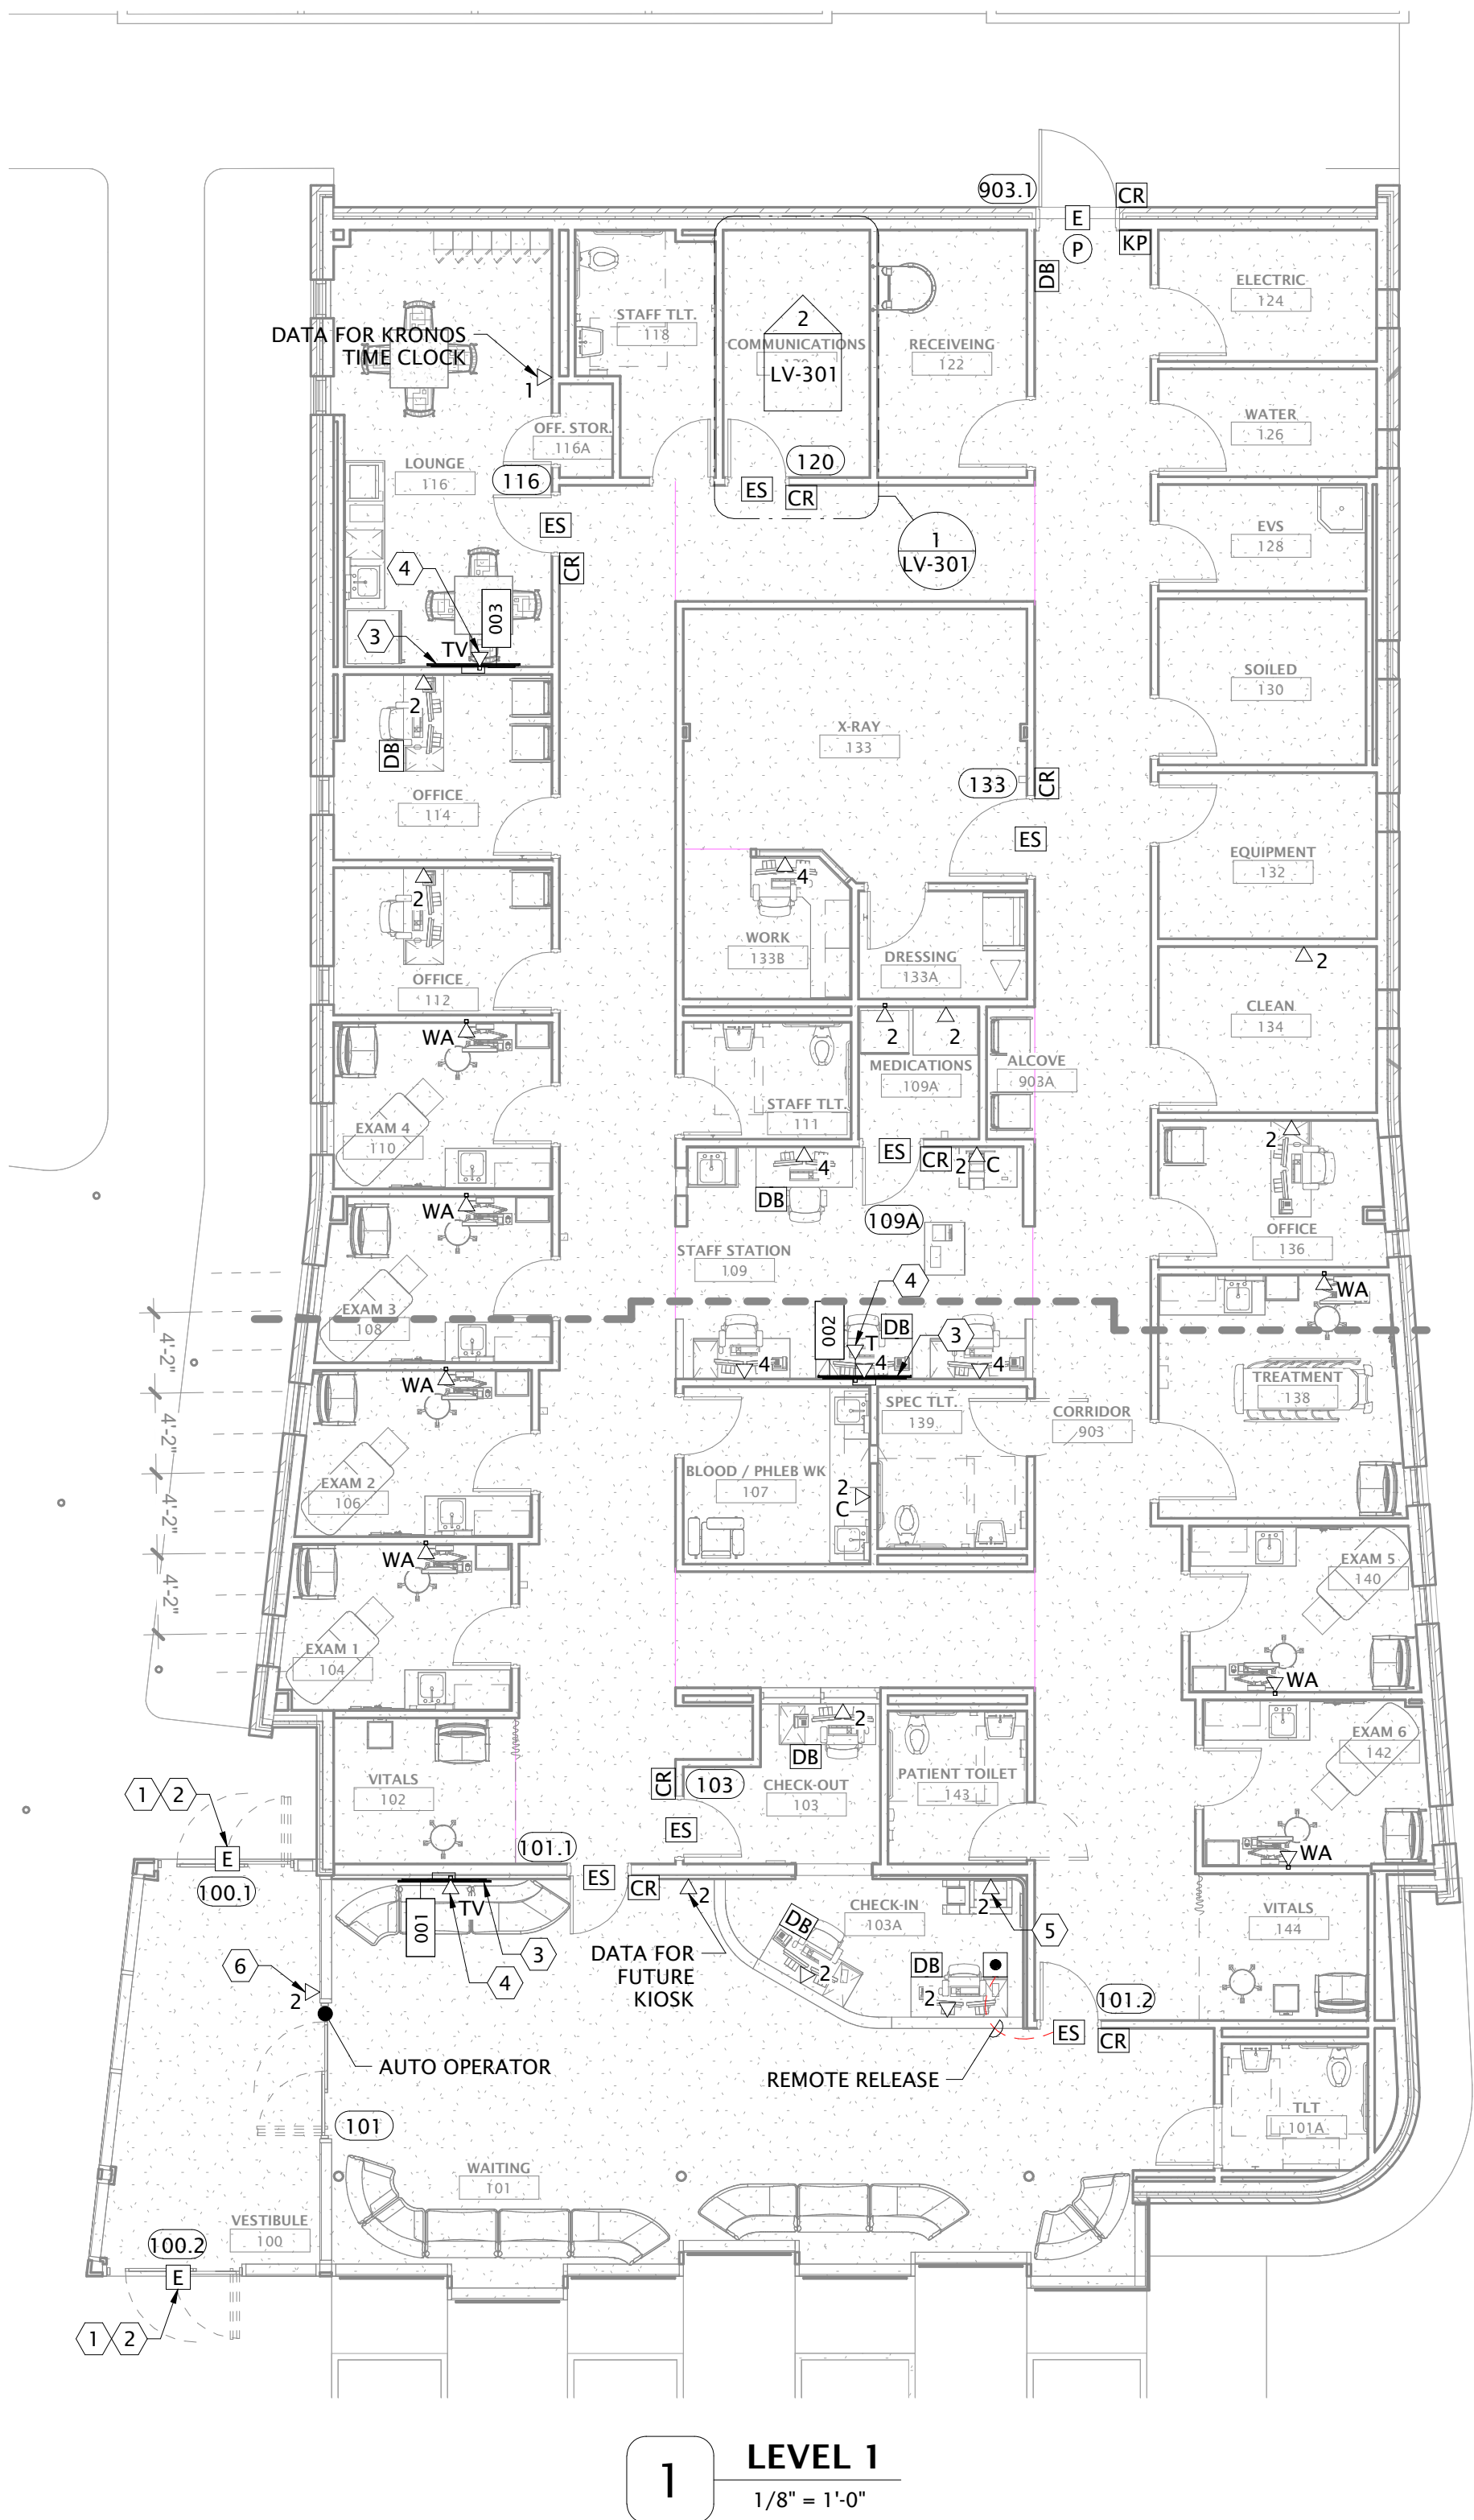 903.1
CR
E
KP
P
DB
ELECTRIC
124
STAFF TLT.
118
2
COMMUNICATIONS
LV-301
RECEIVEING
122
DATA FOR KRONOS
TIME CLOCK
1
WATER
126
OFF. STOR.
116A
LOUNGE
116
116
120
ES
CR
ES
CR
1
LV-301
EVS
128
4
003
3
TV
SOILED
130
2
DB
OFFICE
114
X-RAY
133
133
CR
ES
EQUIPMENT
132
2
OFFICE
112
4
WORK
133B
DRESSING
133A
2
CLEAN
134
WA
EXAM 4
110
2
2
MEDICATIONS
109A
ALCOVE
903A
STAFF TLT.
111
ES
CR
2
C
4
DB
109A
2
OFFICE
136
WA
EXAM 3
108
STAFF STATION
109
4
002
T
DB
3
4
4
4
WA
4'-2"
4'-2"
4'-2"
4'-2"
WA
EXAM 2
106
SPEC TLT.
139
CORRIDOR
903
TREATMENT
138
BLOOD / PHLEB WK
107
2
C
WA
EXAM 1
104
EXAM 5
140
WA
2
DB
CHECK-OUT
103
103
CR
ES
PATIENT TOILET
143
EXAM 6
142
WA
VITALS
102
1
2
E
100.1
101.1
ES
CR
2
TV
001
3
4
DATA FOR
FUTURE
KIOSK
CHECK-IN
103A
DB
2
2
5
DB
2
VITALS
144
6
2
101.2
ES
CR
AUTO OPERATOR
REMOTE RELEASE
101
TLT
101A
WAITING
101
VESTIBULE
100
100.2
E
1
2
1
LEVEL 1
1/8" = 1'-0"